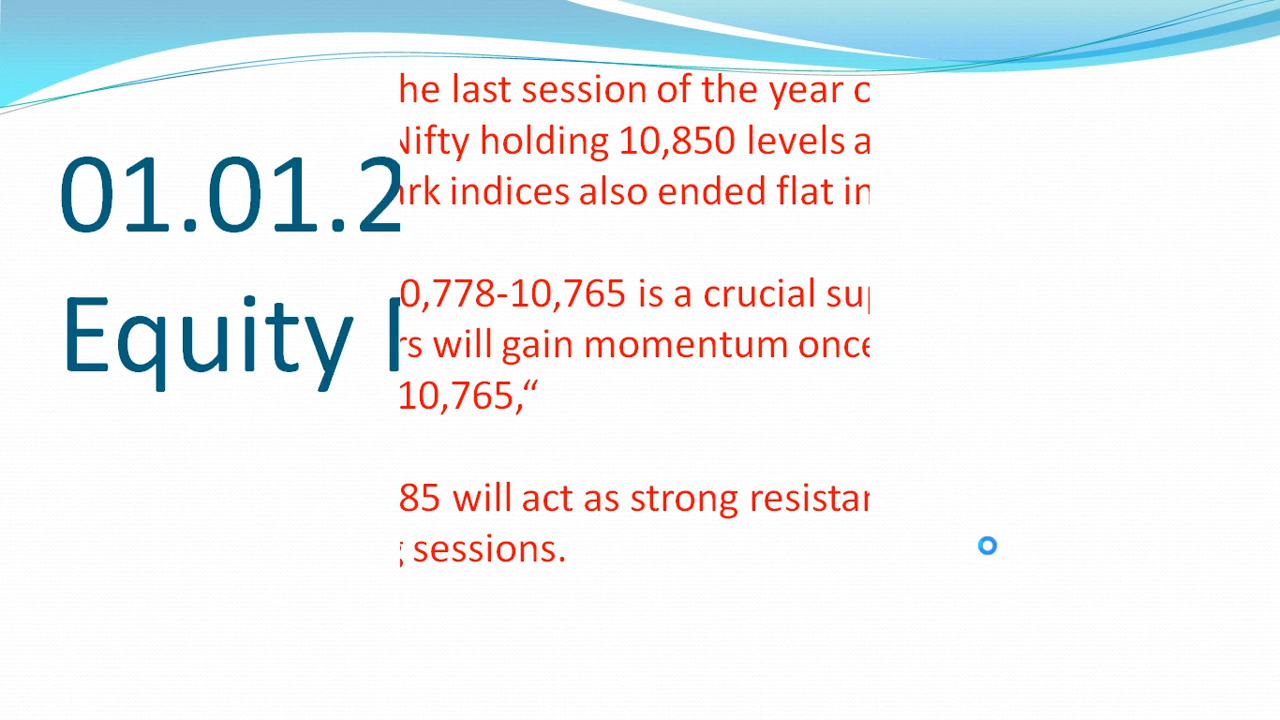 01.01.2
Equity
he last session of the year
Nifty holding 10,850 levels a
rk indices also ended flat in
0,778-10,765 is a crucial
rs will gain momentum once
10,765,“
85 will act as strong
sessions.